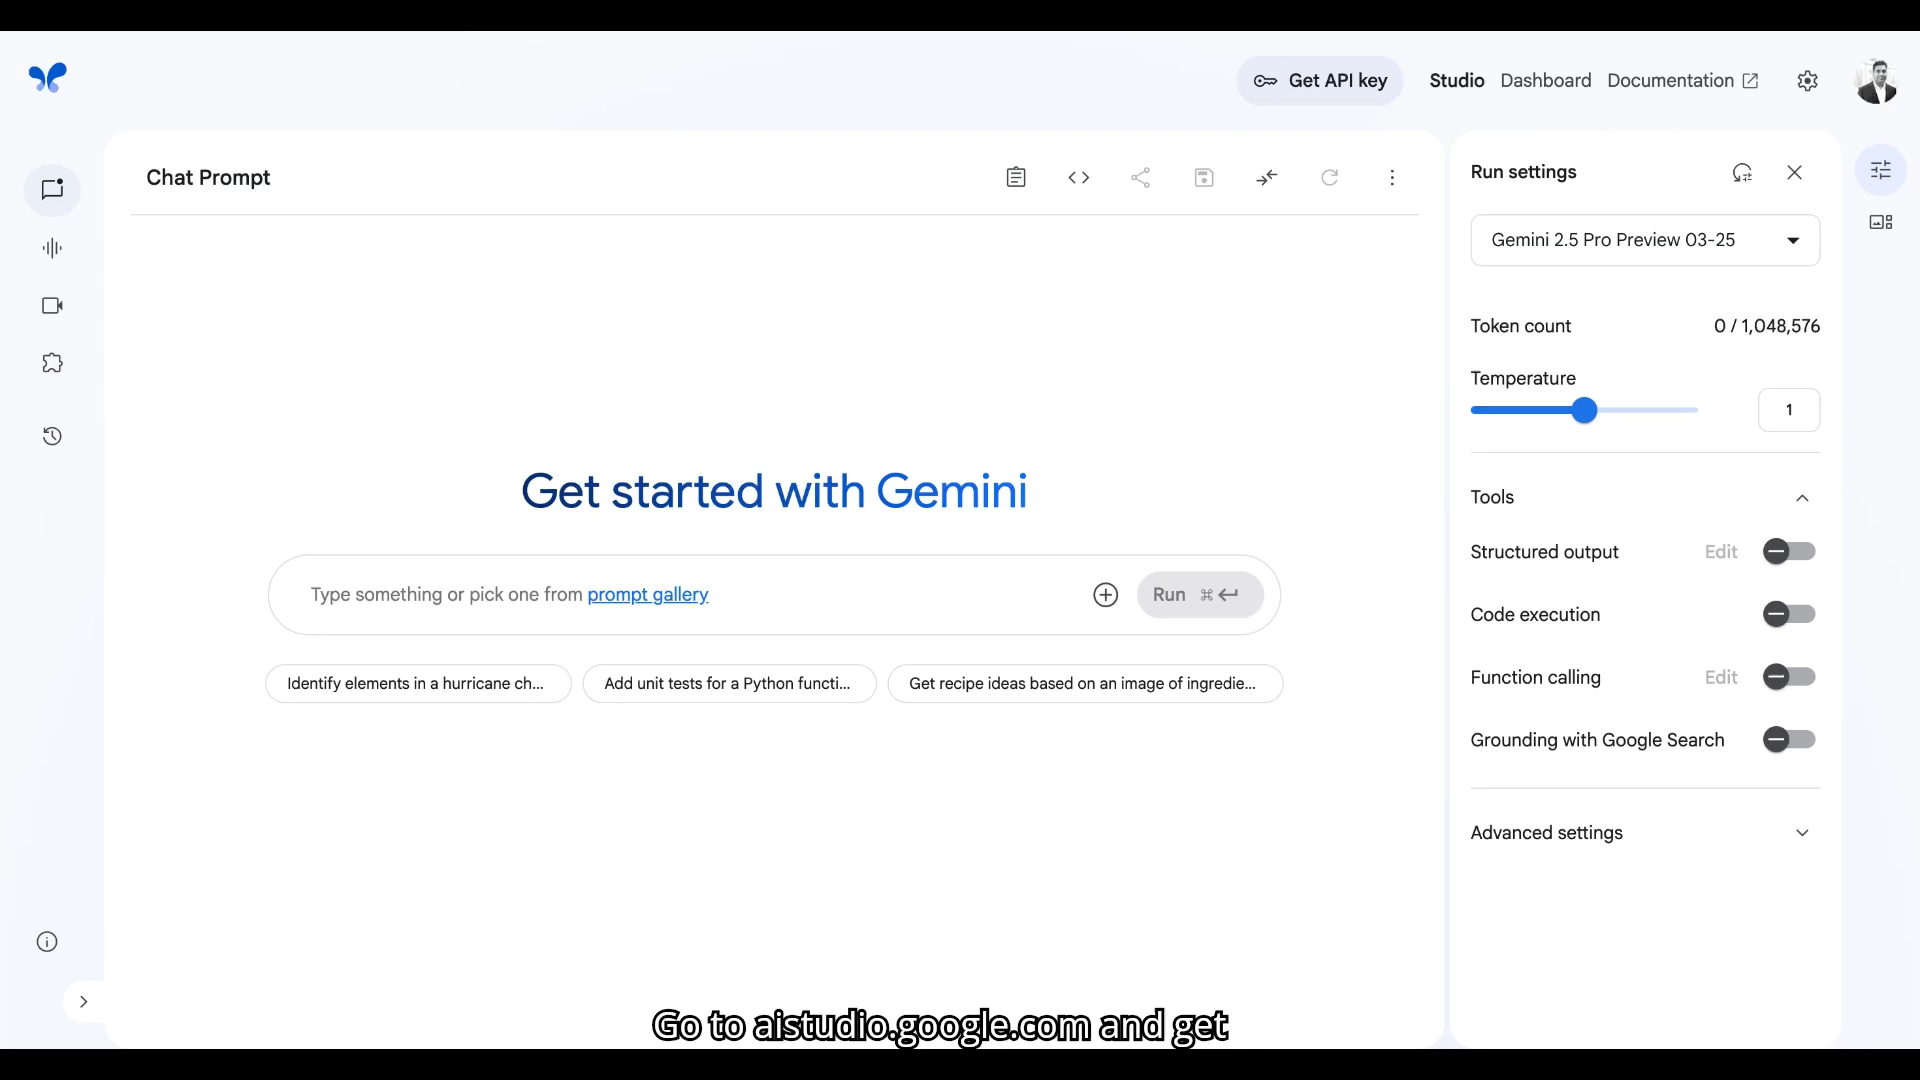 Get API key
Studio
Dashboard
Documentation
Chat Prompt
Run settings
Gemini 2.5 Pro Preview 03-25
Token count
0 / 1,048,576
Temperature
1
Tools
Structured output
Edit
Code execution
Function calling
Edit
Grounding with Google Search
Advanced settings
Get started with Gemini
Type something or pick one from prompt gallery
Run ⌘ ↵
Identify elements in a hurricane ch...
Add unit tests for a Python functi...
Get recipe ideas based on an image of ingredie...
Go to aistudio.google.com and get